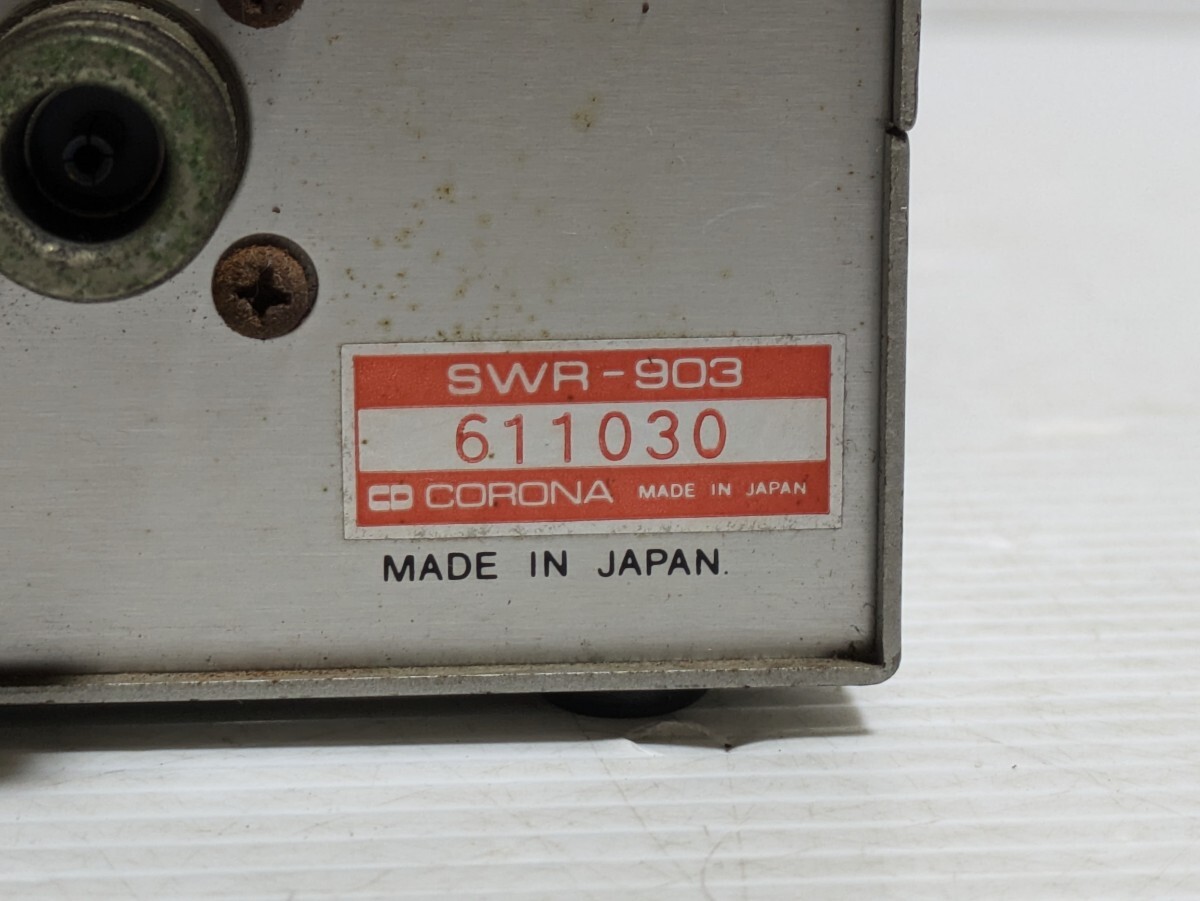 SWR-903
611030
CORONA MADE IN JAPAN
MADE IN JAPAN.